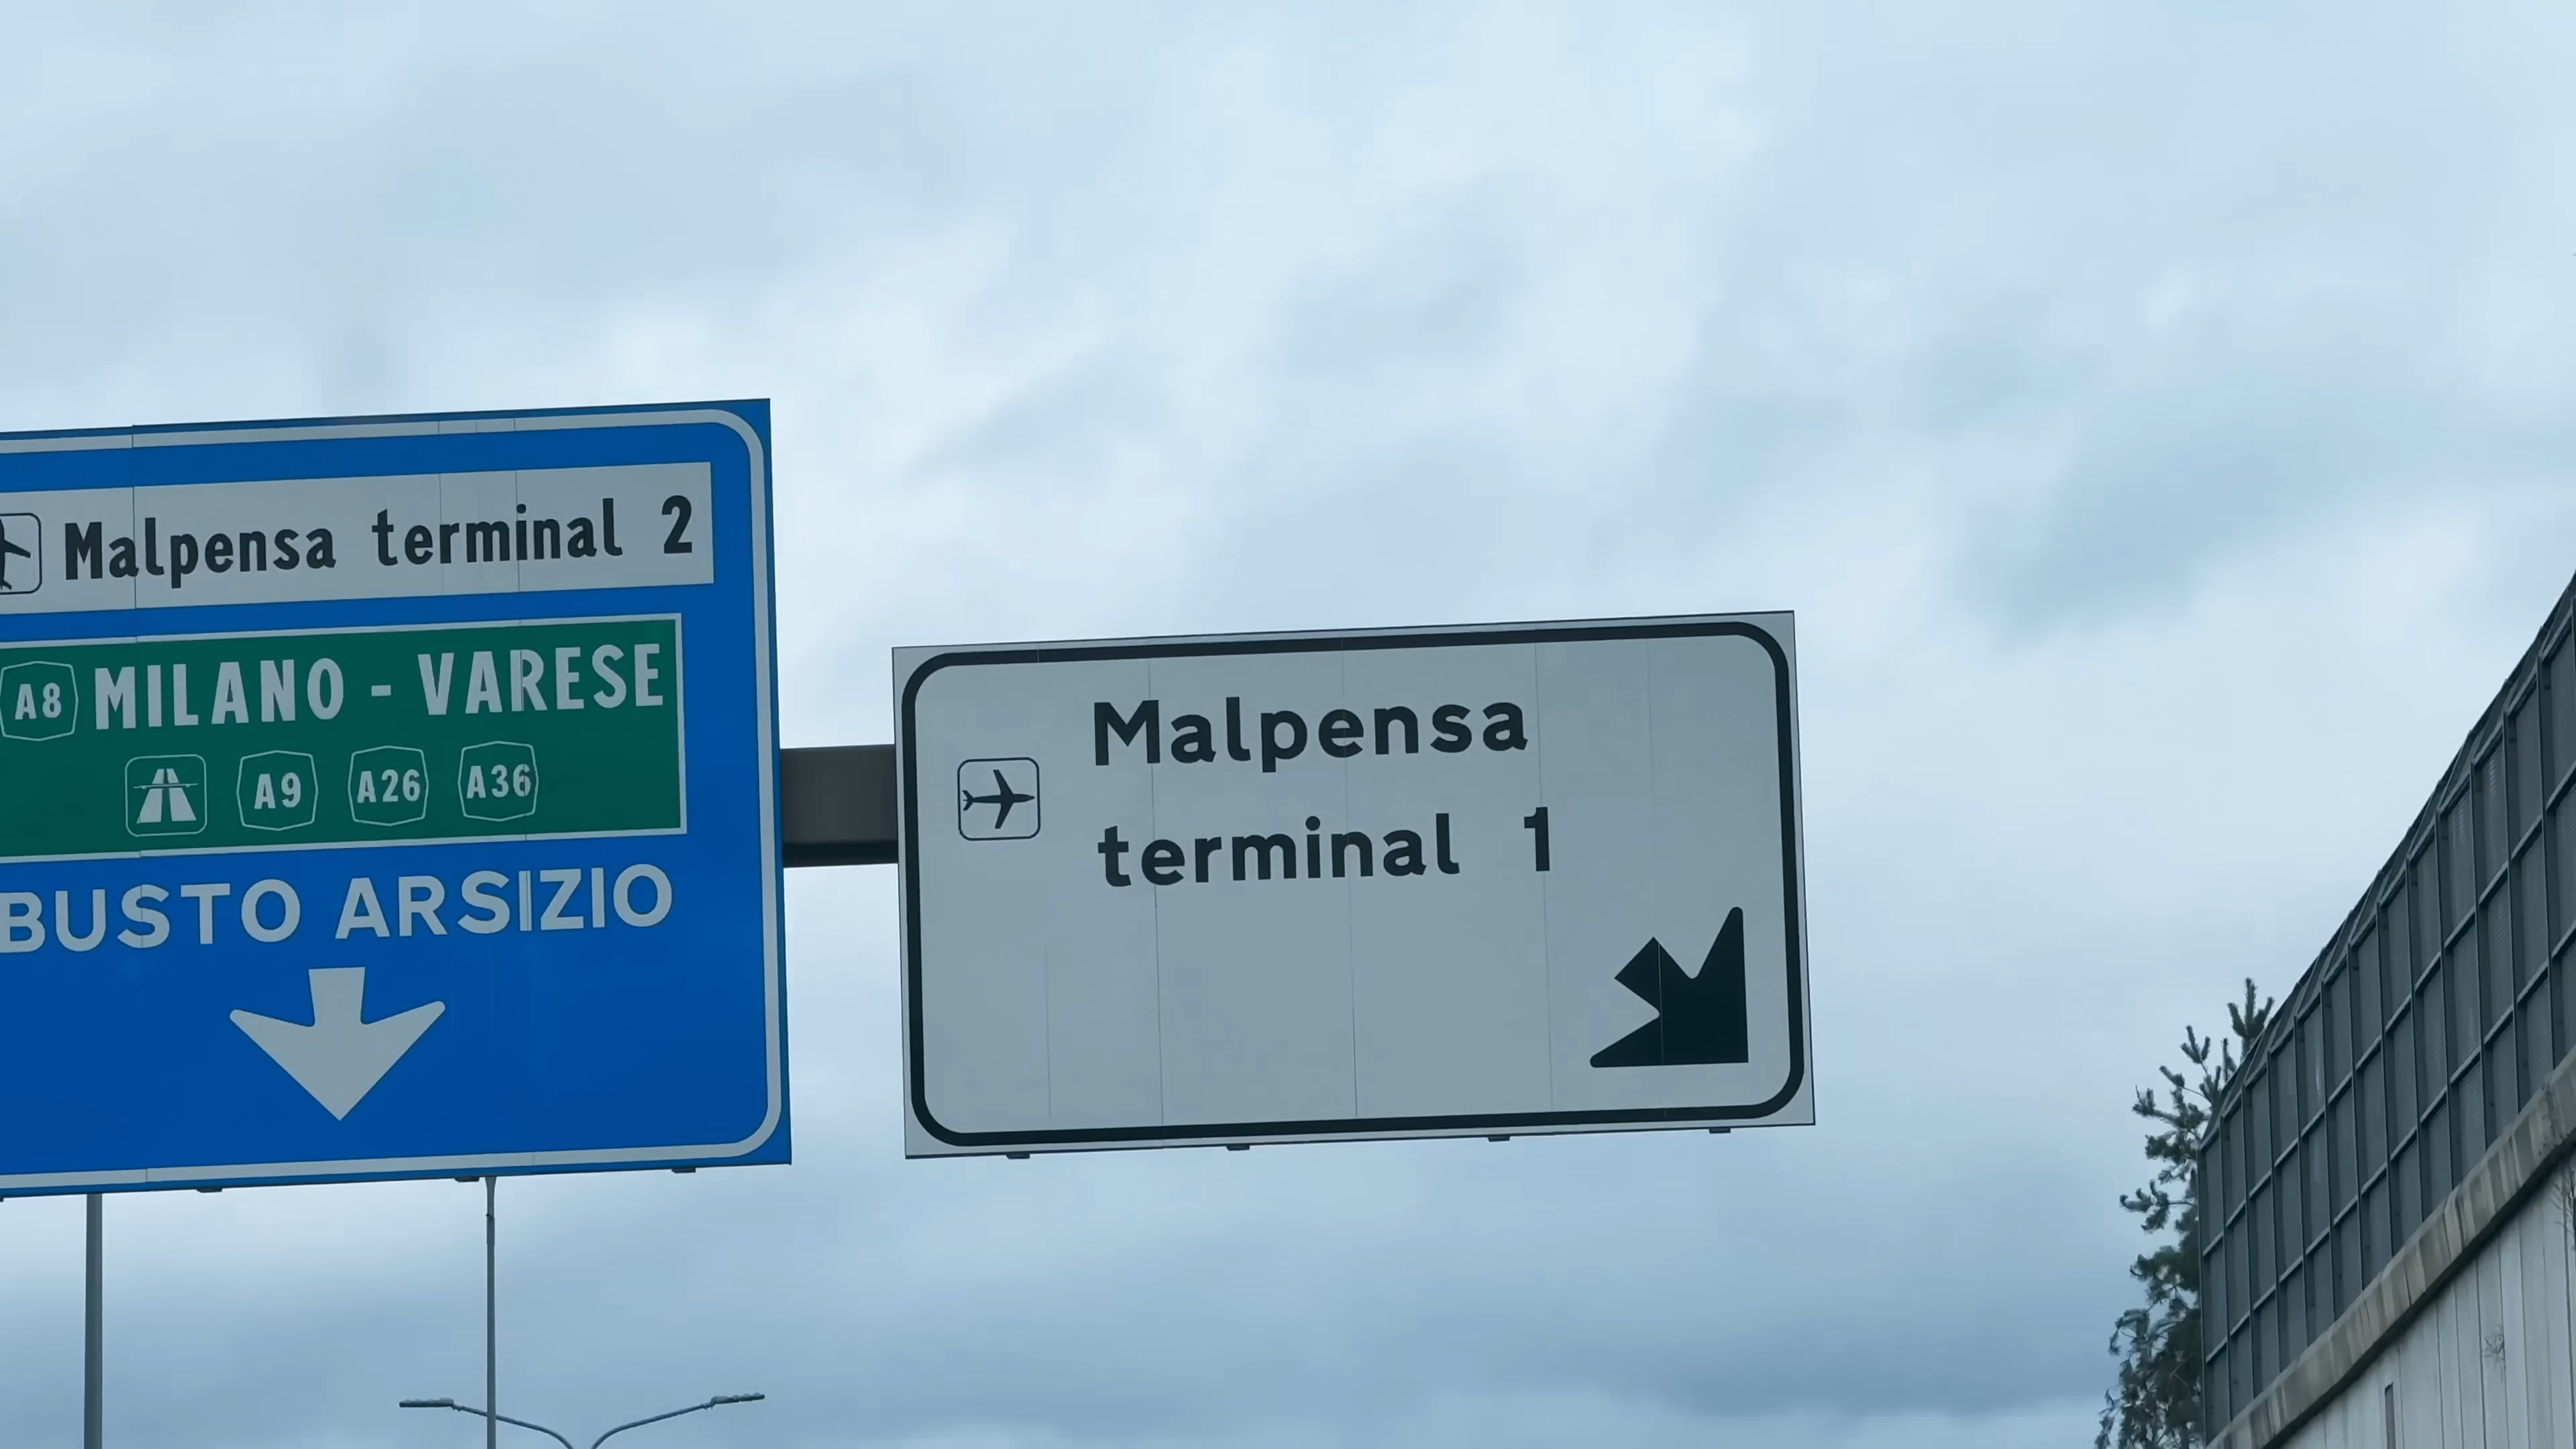 Malpensa terminal 2
A8 MILANO - VARESE
A9 A26 A36
BUSTO ARSIZIO
Malpensa
terminal 1